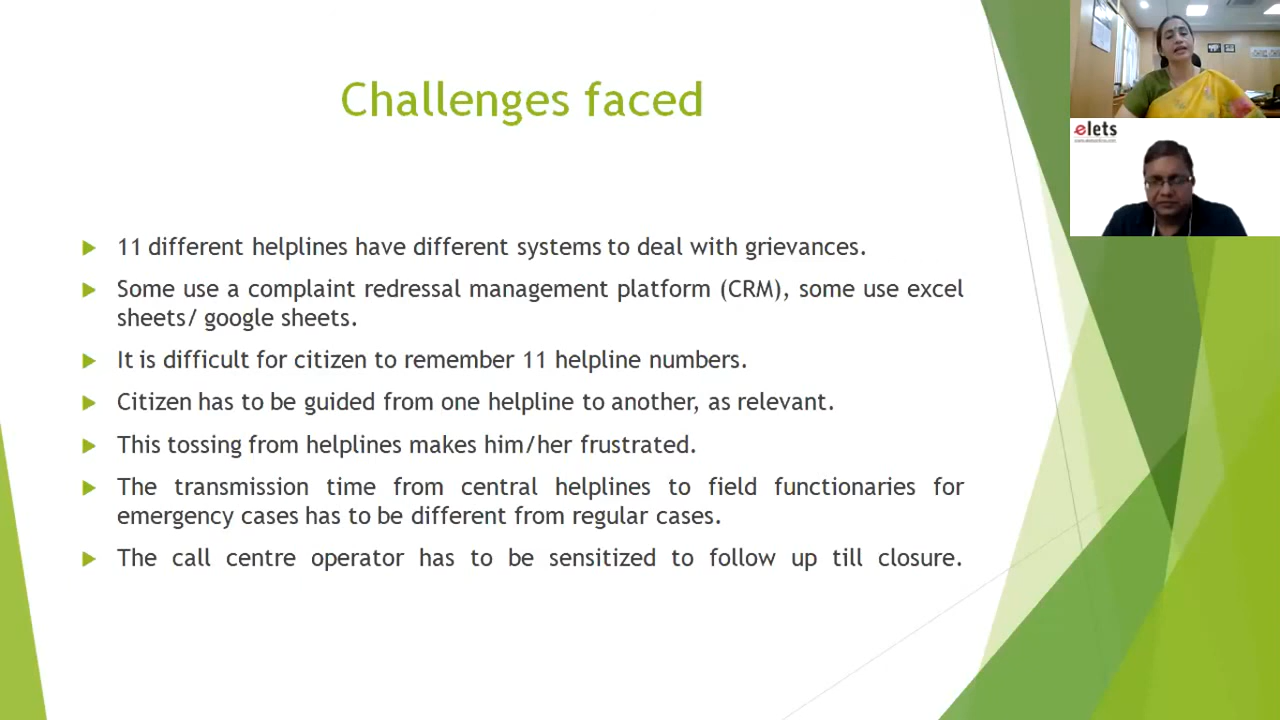 Challenges faced
11 different helplines have different systems to deal with grievances.
Some use a complaint redressal management platform (CRM), some use excel
sheets/ google sheets.
It is difficult for citizen to remember 11 helpline numbers.
Citizen has to be guided from one helpline to another, as relevant.
This tossing from helplines makes him/her frustrated.
The transmission time from central helplines to field functionaries for
emergency cases has to be different from regular cases.
The call centre operator has to be sensitized to follow up till closure.
elets